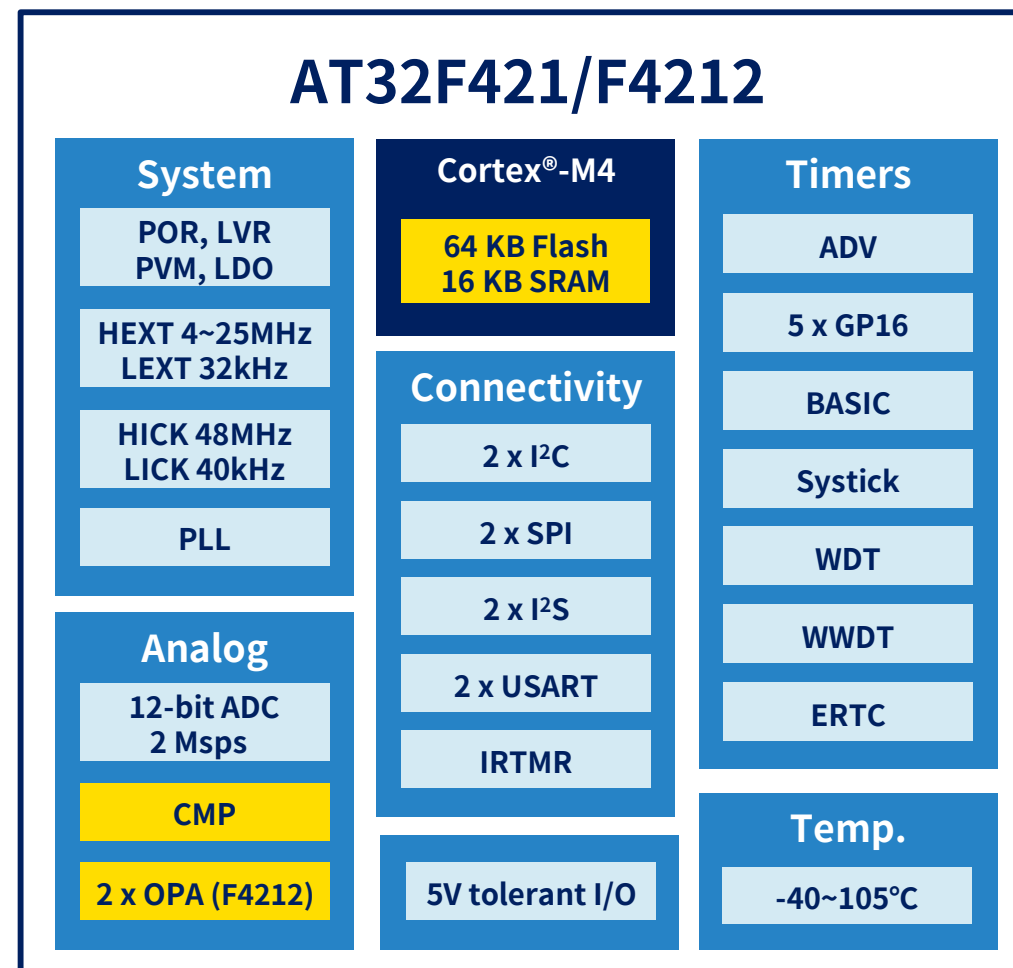 AT32F421/F4212
System
POR, LVR
PVM, LDO
HEXT 4~25MHz
LEXT 32kHz
HICK 48MHz
LICK 40kHz
PLL
Analog
12-bit ADC
2 Msps
CMP
2 x OPA (F4212)
Cortex®-M4
64 KB Flash
16 KB SRAM
Connectivity
2 x I²C
2 x SPI
2 x I²S
2 x USART
IRTMR
5V tolerant I/O
Timers
ADV
5 x GP16
BASIC
Systick
WDT
WWDT
ERTC
Temp.
-40~105°C